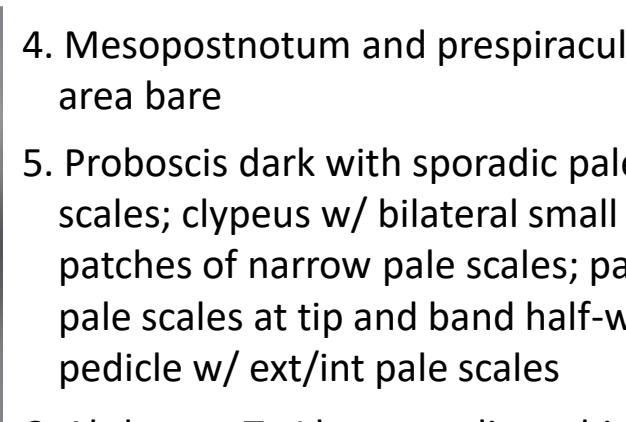 4. Mesopostnotum and prespiracul
area bare
5. Proboscis dark with sporadic pale
scales; clypeus w/ bilateral small
patches of narrow pale scales; pa
pale scales at tip and band half-w
pedicle w/ ext/int pale scales